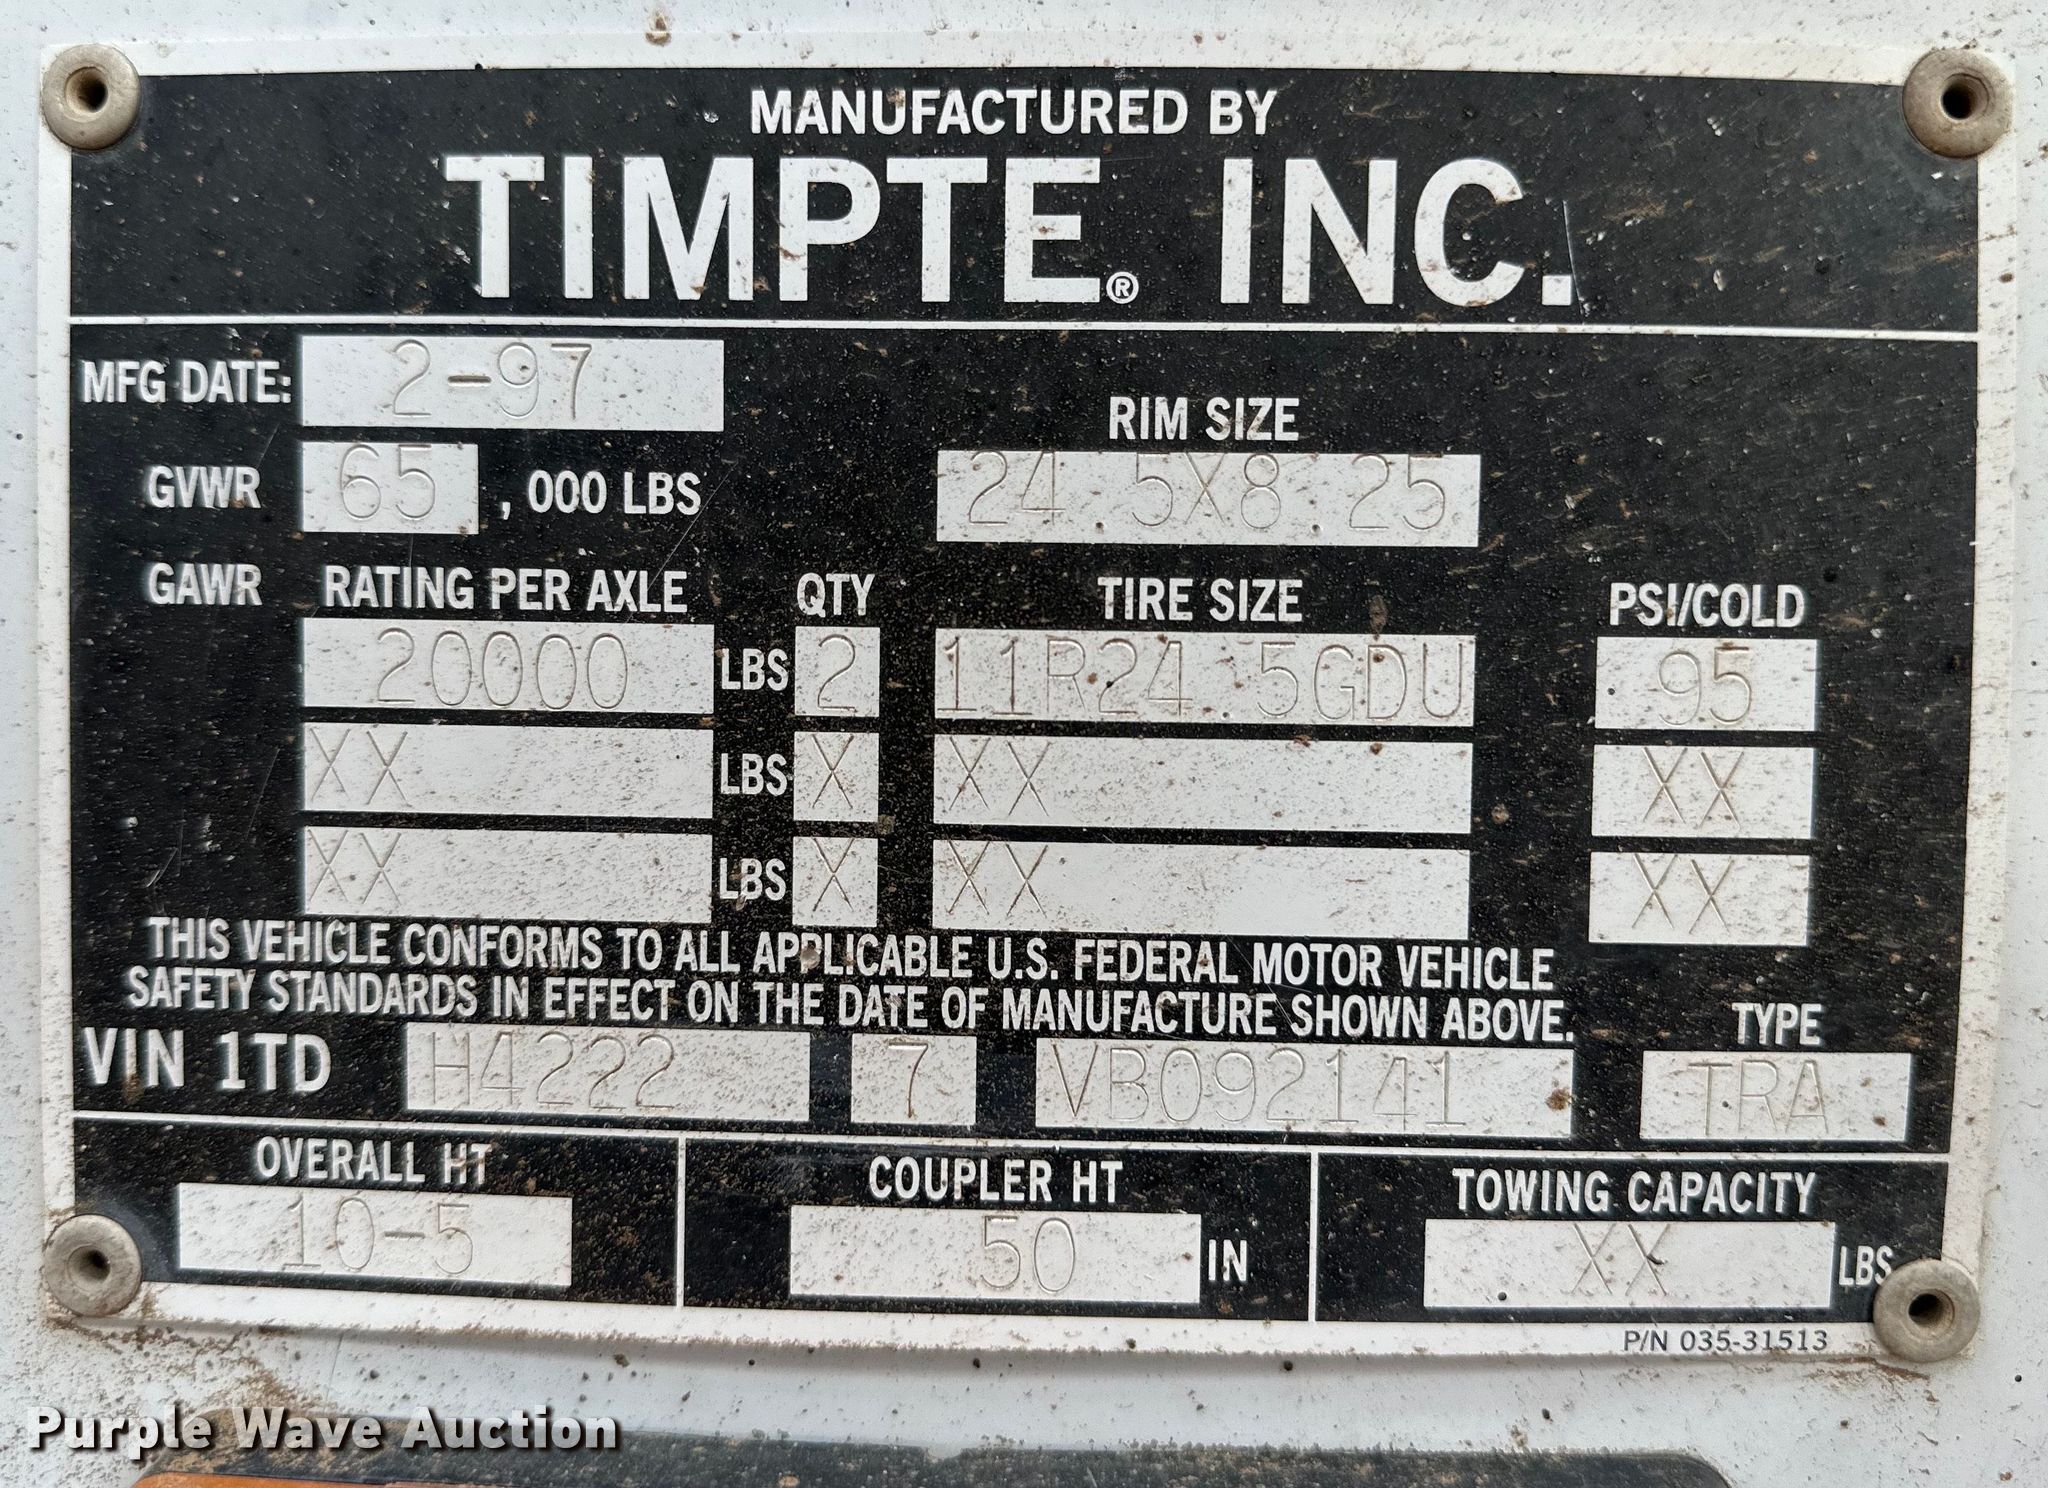 MANUFACTURED BY
TIMPTE® INC.
MFG DATE: 2-97
RIM SIZE
GVWR 65 , 000 LBS 24.5X8.25
GAWR RATING PER AXLE QTY TIRE SIZE PSI/COLD
20000 LBS 2 11R24.5GDU 95
XX LBS X XX XX
XX LBS X XX XX
THIS VEHICLE CONFORMS TO ALL APPLICABLE U.S. FEDERAL MOTOR VEHICLE
SAFETY STANDARDS IN EFFECT ON THE DATE OF MANUFACTURE SHOWN ABOVE.
TYPE
VIN 1TD H4222 7 VB092141 TRA
OVERALL HT COUPLER HT TOWING CAPACITY
10-5 50 IN XX LBS
P/N 035-31513
Purple Wave Auction